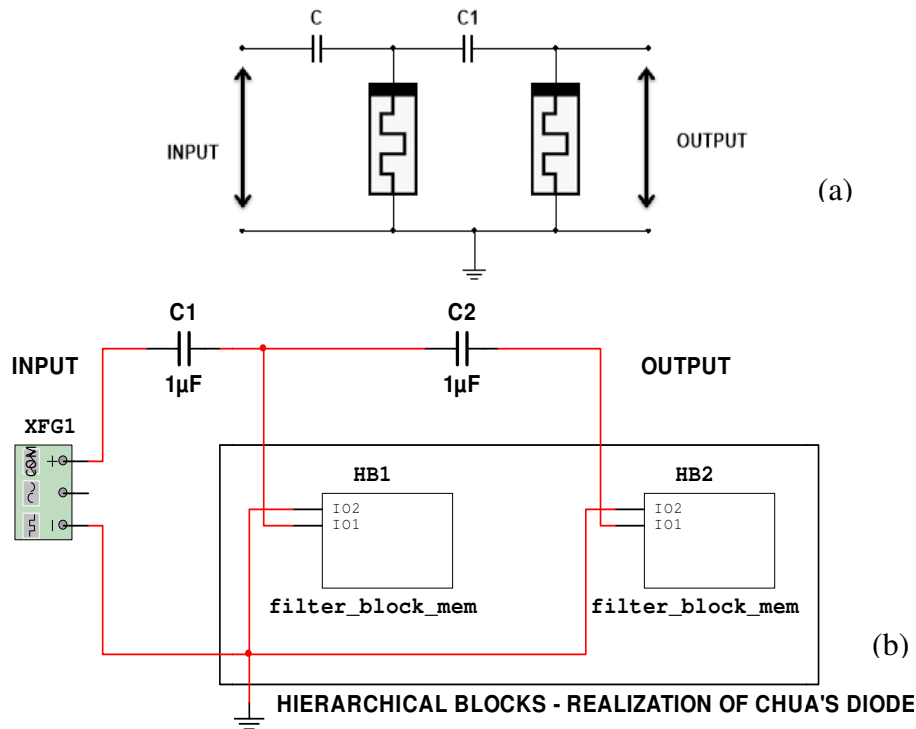 C
C1
INPUT
OUTPUT
(a)
C1
C2
1µF
1µF
INPUT
OUTPUT
XFG1
COM
+
HB1
HB2
IO2
IO1
IO2
IO1
filter_block_mem
filter_block_mem
(b)
HIERARCHICAL BLOCKS - REALIZATION OF CHUA'S DIODE